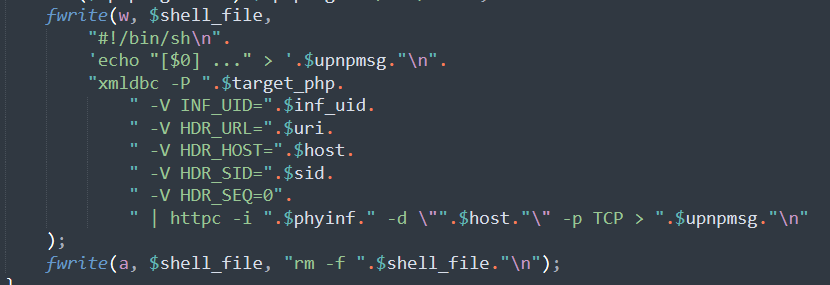 fwrite(w, $shell_file,
"#!/bin/sh\n".
'echo "[$0] ..." > '.$upnpmsg."\n".
"xmldbc -P ".$target_php.
" -V INF_UID=".$inf_uid.
" -V HDR_URL=".$uri.
" -V HDR_HOST=".$host.
" -V HDR_SID=".$sid.
" -V HDR_SEQ=0".
" | httpc -i ".$phyinf." -d \"".$host."\" -p TCP > ".$upnpmsg."\n"
);
fwrite(a, $shell_file, "rm -f ".$shell_file."\n");